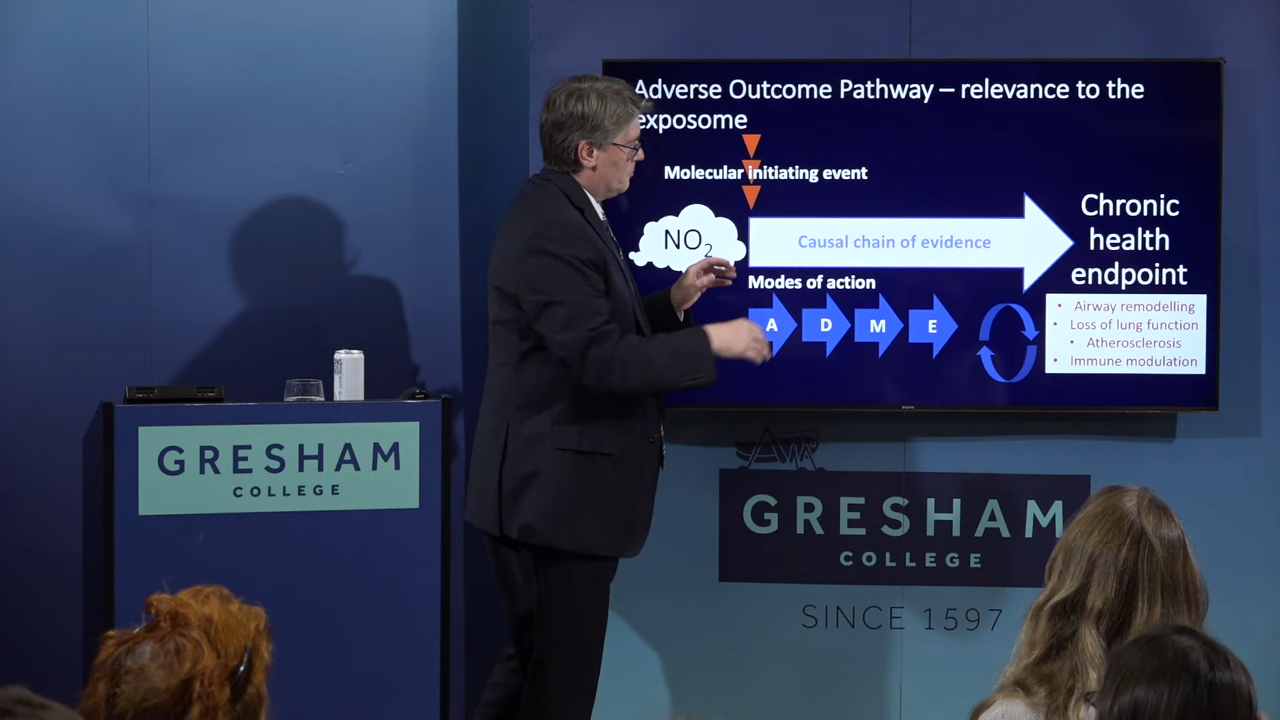 Adverse Outcome Pathway – relevance to the
exposome
Molecular initiating event
NO₂
Causal chain of evidence
Chronic
health
endpoint
Modes of action
A D M E
• Airway remodelling
• Loss of lung function
• Atherosclerosis
• Immune modulation
SONY
GRESHAM
COLLEGE
GRESHAM
COLLEGE
SINCE 1597